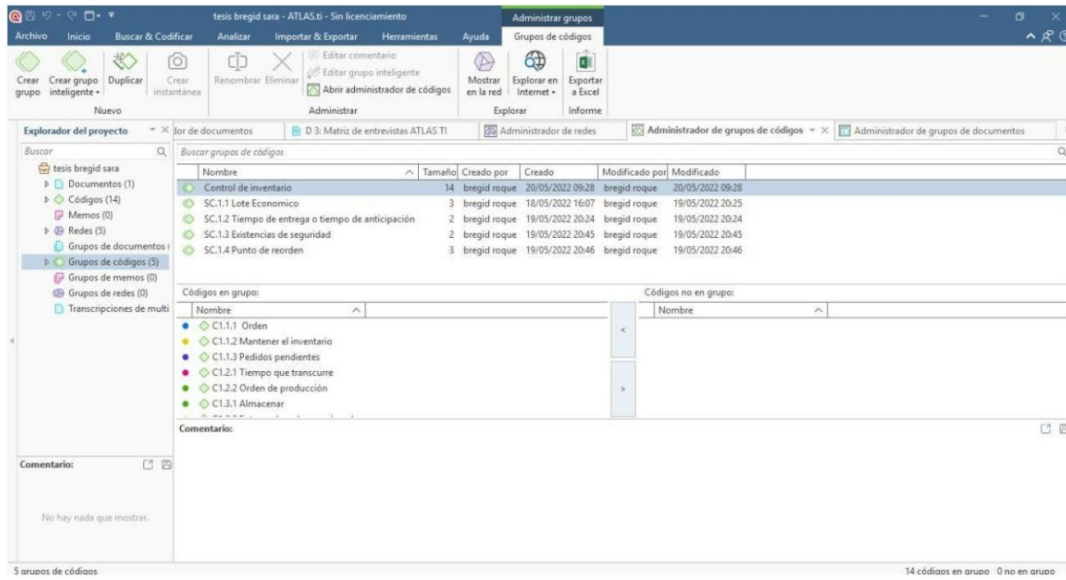 tesis bregid sara - ATLAS.ti - Sin licenciamiento
Administrar grupos
Archivo Inicio Buscar & Codificar Analizar Importar & Exportar Herramientas Ayuda Grupos de códigos
Crear grupo
Crear grupo inteligente
Duplicar
Crear instantánea
Nuevo
Renombrar
Eliminar
Editar comentario
Editar grupo inteligente
Abrir administrador de códigos
Administrar
Mostrar en la red
Explorar en Internet
Explorar
Exportar a Excel
Informe
Explorador del proyecto
dor de documentos
D 3: Matriz de entrevistas ATLAS TI
Administrador de redes
Administrador de grupos de códigos
Administrador de grupos de documentos
Buscar
tesis bregid sara
Documentos (1)
Códigos (14)
Memos (0)
Redes (5)
Grupos de documentos
Grupos de códigos (5)
Grupos de memos (0)
Grupos de redes (0)
Transcripciones de multi
Comentario:
No hay nada que mostrar.
Buscar grupos de códigos
Nombre Tamaño Creado por Creado Modificado por Modificado
Control de inventario 14 bregid roque 20/05/2022 09:28 bregid roque 20/05/2022 09:28
SC.1.1 Lote Economico 3 bregid roque 18/05/2022 16:07 bregid roque 19/05/2022 20:25
SC.1.2 Tiempo de entrega o tiempo de anticipación 2 bregid roque 19/05/2022 20:24 bregid roque 19/05/2022 20:24
SC.1.3 Existencias de seguridad 2 bregid roque 19/05/2022 20:45 bregid roque 19/05/2022 20:45
SC.1.4 Punto de reorden 3 bregid roque 19/05/2022 20:46 bregid roque 19/05/2022 20:46
Códigos en grupo:
Nombre
C1.1.1 Orden
C1.1.2 Mantener el inventario
C1.1.3 Pedidos pendientes
C1.2.1 Tiempo que transcurre
C1.2.2 Orden de producción
C1.3.1 Almacenar
<
>
Códigos no en grupo:
Nombre
Comentario:
5 grupos de códigos
14 códigos en grupo 0 no en grupo